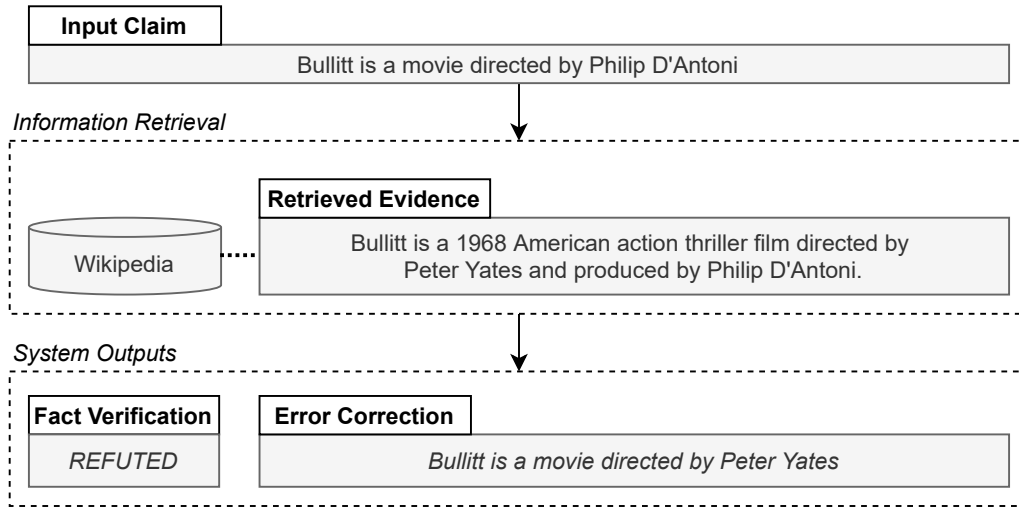 Input Claim
Bullitt is a movie directed by Philip D'Antoni
Information Retrieval
Retrieved Evidence
Wikipedia
Bullitt is a 1968 American action thriller film directed by
Peter Yates and produced by Philip D'Antoni.
System Outputs
Fact Verification
REFUTED
Error Correction
Bullitt is a movie directed by Peter Yates